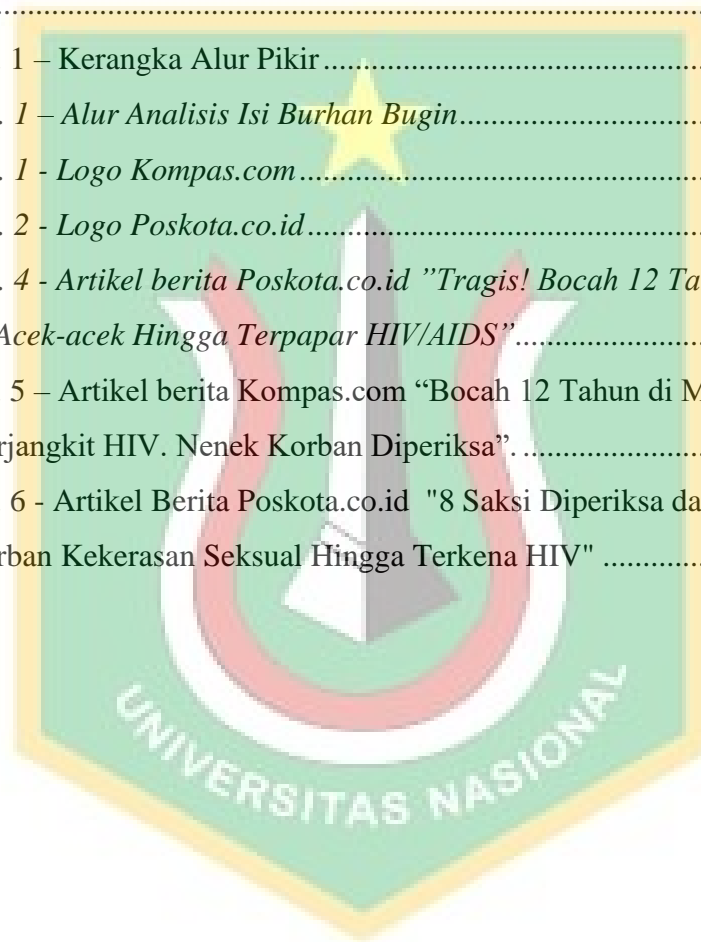 ........................................................................................
1 – Kerangka Alur Pikir ..................................................
. 1 – Alur Analisis Isi Burhan Bugin ...............................
. 1 - Logo Kompas.com ....................................................
. 2 - Logo Poskota.co.id ...................................................
. 4 - Artikel berita Poskota.co.id ”Tragis! Bocah 12 Ta
Acek-acek Hingga Terpapar HIV/AIDS” ........................
5 – Artikel berita Kompas.com “Bocah 12 Tahun di M
rjangkit HIV. Nenek Korban Diperiksa”. .......................
6 - Artikel Berita Poskota.co.id "8 Saksi Diperiksa da
rban Kekerasan Seksual Hingga Terkena HIV" ..............
UNIVERSITAS NASIONAL